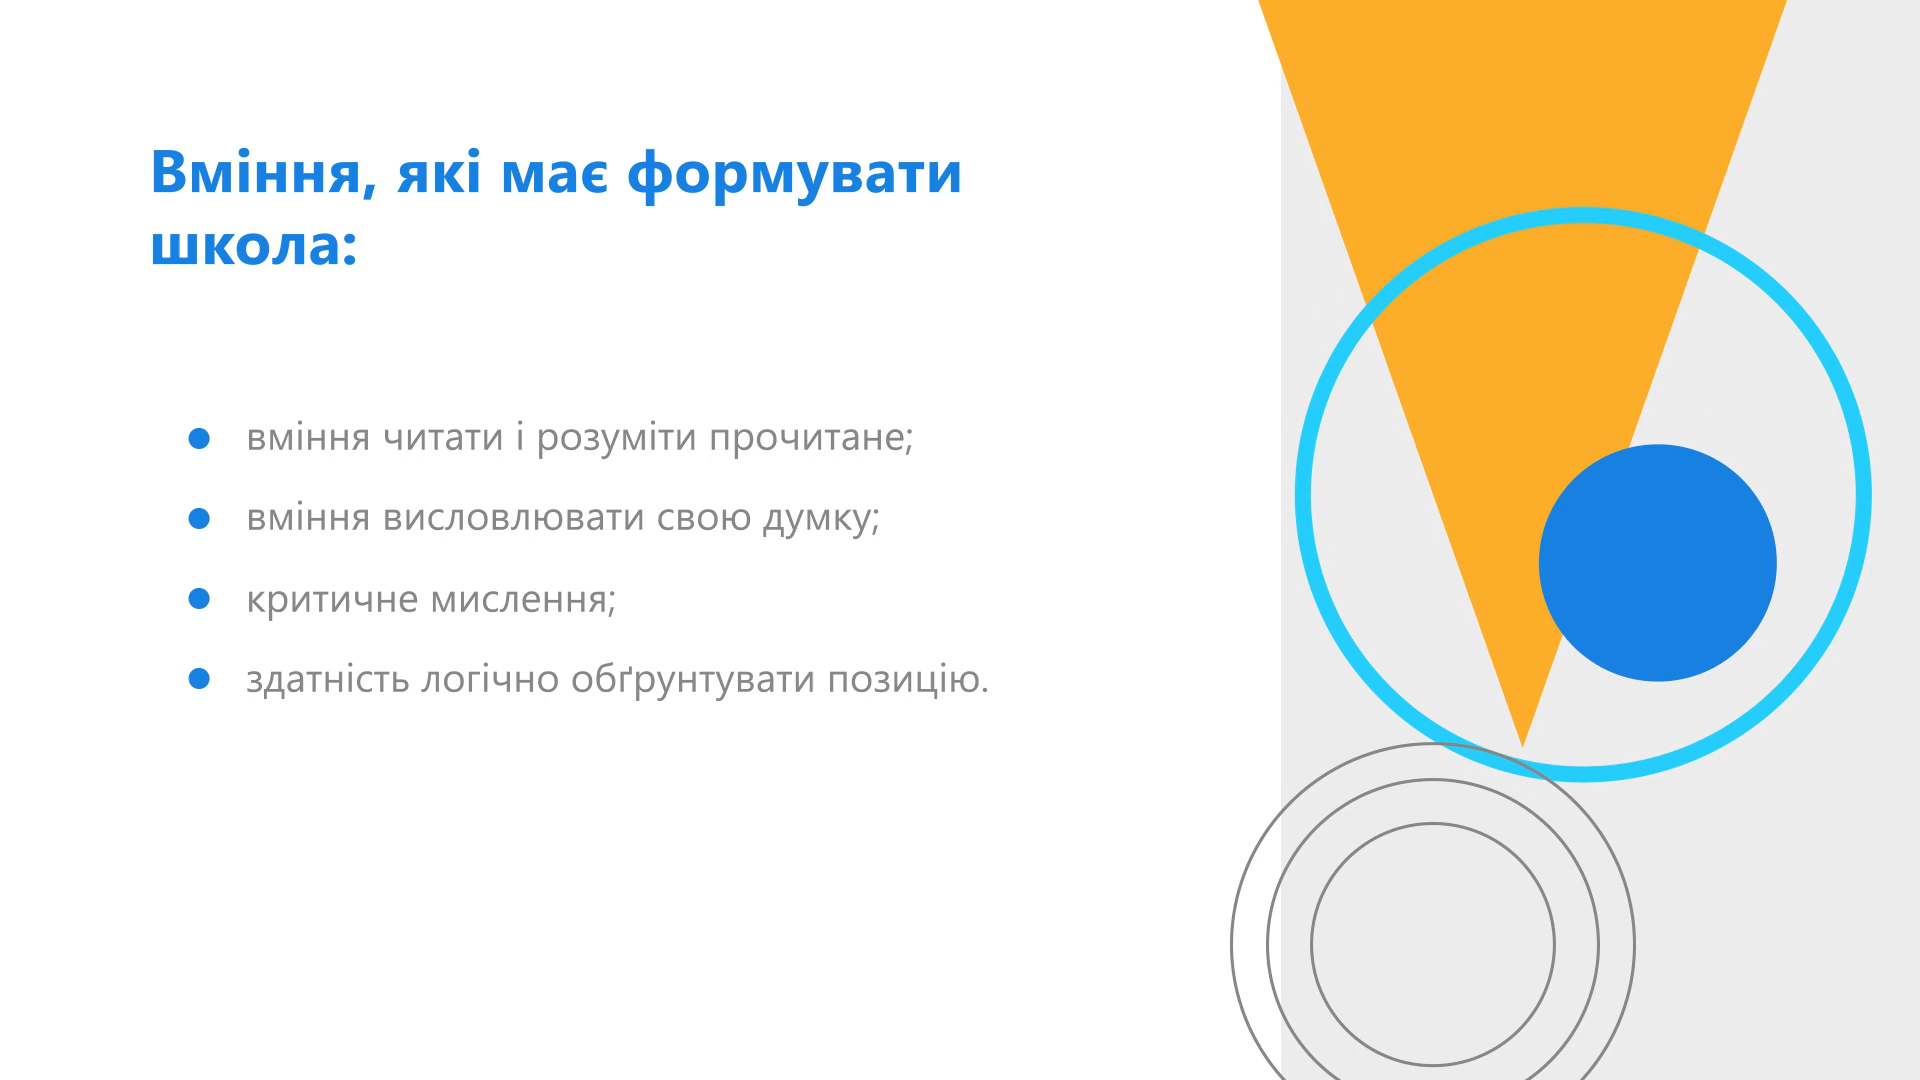 Вміння, які має формувати
школа:
вміння читати і розуміти прочитане;
вміння висловлювати свою думку;
критичне мислення;
здатність логічно обґрунтувати позицію.